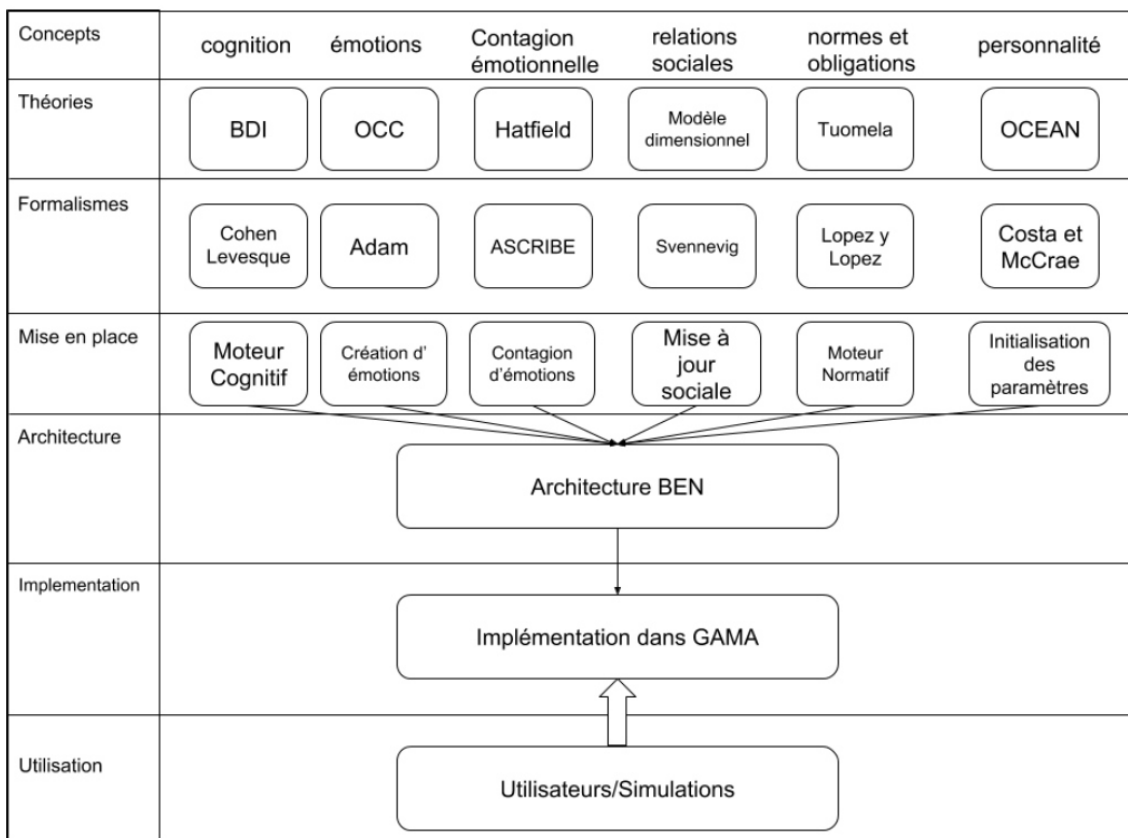 Concepts
cognition
émotions
Contagion
émotionnelle
relations
sociales
normes et
obligations
personnalité
Théories
BDI
OCC
Hatfield
Modèle
dimensionnel
Tuomela
OCEAN
Formalismes
Cohen
Levesque
Adam
ASCRIBE
Svennevig
Lopez y
Lopez
Costa et
McCrae
Mise en place
Moteur
Cognitif
Création d'
émotions
Contagion
d'émotions
Mise à
jour
sociale
Moteur
Normatif
Initialisation
des
paramètres
Architecture
Architecture BEN
Implementation
Implémentation dans GAMA
Utilisation
Utilisateurs/Simulations